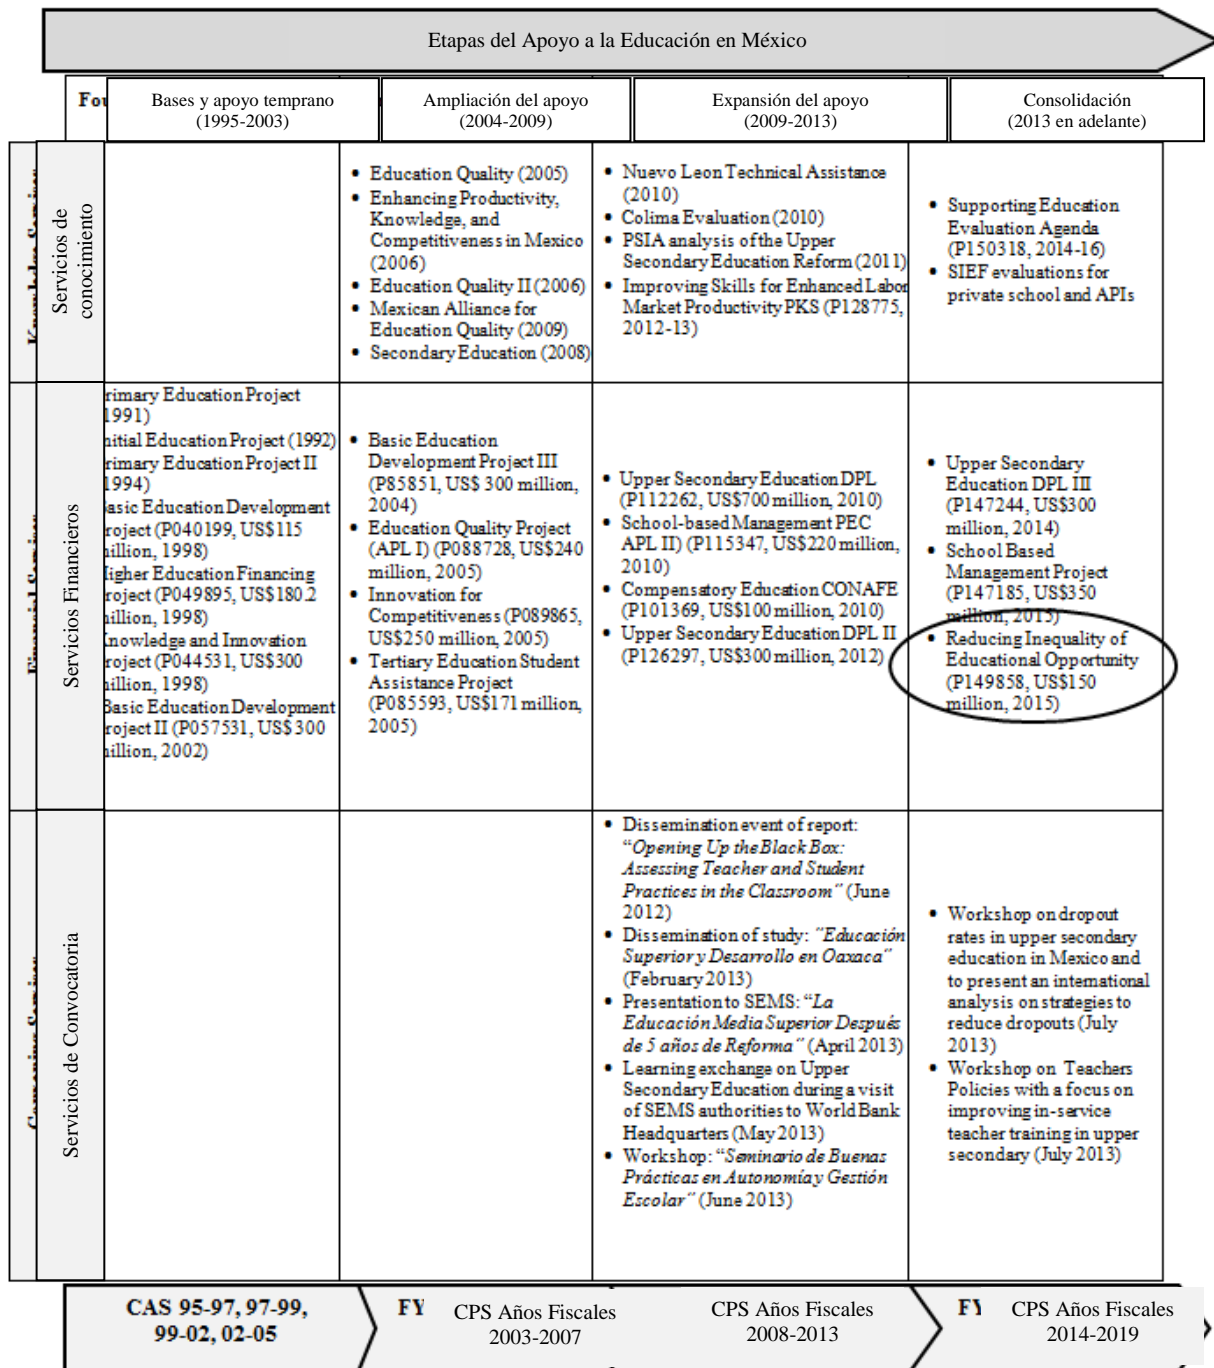 Etapas del Apoyo a la Educación en México
Bases y apoyo temprano
(1995-2003)
Ampliación del apoyo
(2004-2009)
Expansión del apoyo
(2009-2013)
Consolidación
(2013 en adelante)
Servicios de
conocimiento
• Education Quality (2005)
• Enhancing Productivity,
Knowledge, and
Competitiveness in Mexico
(2006)
• Education Quality II (2006)
• Mexican Alliance for
Education Quality (2009)
• Secondary Education (2008)
• Nuevo Leon Technical Assistance
(2010)
• Colima Evaluation (2010)
• PSIA analysis of the Upper
Secondary Education Reform (2011)
• Improving Skills for Enhanced Labor
Market Productivity PKS (P128775,
2012-13)
• Supporting Education
Evaluation Agenda
(P150318, 2014-16)
• SIEF evaluations for
private school and APIs
Servicios Financieros
rimary Education Project
1991)
nitial Education Project (1992)
rimary Education Project II
1994)
asic Education Development
roject (P040199, US$115
illion, 1998)
igher Education Financing
roject (P049895, US$180.2
illion, 1998)
nowledge and Innovation
roject (P044531, US$300
illion, 1998)
Basic Education Development
roject II (P057531, US$ 300
illion, 2002)
• Basic Education
Development Project III
(P85851, US$ 300 million,
2004)
• Education Quality Project
(APL I) (P088728, US$240
million, 2005)
• Innovation for
Competitiveness (P089865,
US$250 million, 2005)
• Tertiary Education Student
Assistance Project
(P085593, US$171 million,
2005)
• Upper Secondary Education DPL
(P112262, US$700 million, 2010)
• School-based Management PEC
APL II) (P115347, US$220 million,
2010)
• Compensatory Education CONAFE
(P101369, US$100 million, 2010)
• Upper Secondary Education DPL II
(P126297, US$300 million, 2012)
• Upper Secondary
Education DPL III
(P147244, US$300
million, 2014)
• School Based
Management Project
(P147185, US$350
million, 2015)
• Reducing Inequality of
Educational Opportunity
(P149858, US$150
million, 2015)
Servicios de Convocatoria
• Dissemination event of report:
“Opening Up the Black Box:
Assessing Teacher and Student
Practices in the Classroom” (June
2012)
• Dissemination of study: “Educación
Superior y Desarrollo en Oaxaca”
(February 2013)
• Presentation to SEMS: “La
Educación Media Superior Después
de 5 años de Reforma” (April 2013)
• Learning exchange on Upper
Secondary Education during a visit
of SEMS authorities to World Bank
Headquarters (May 2013)
• Workshop: “Seminario de Buenas
Prácticas en Autonomía y Gestión
Escolar” (June 2013)
• Workshop on dropout
rates in upper secondary
education in Mexico and
to present an international
analysis on strategies to
reduce dropouts (July
2013)
• Workshop on Teachers
Policies with a focus on
improving in-service
teacher training in upper
secondary (July 2013)
CAS 95-97, 97-99,
99-02, 02-05
FY
CPS Años Fiscales
2003-2007
CPS Años Fiscales
2008-2013
FY
CPS Años Fiscales
2014-2019